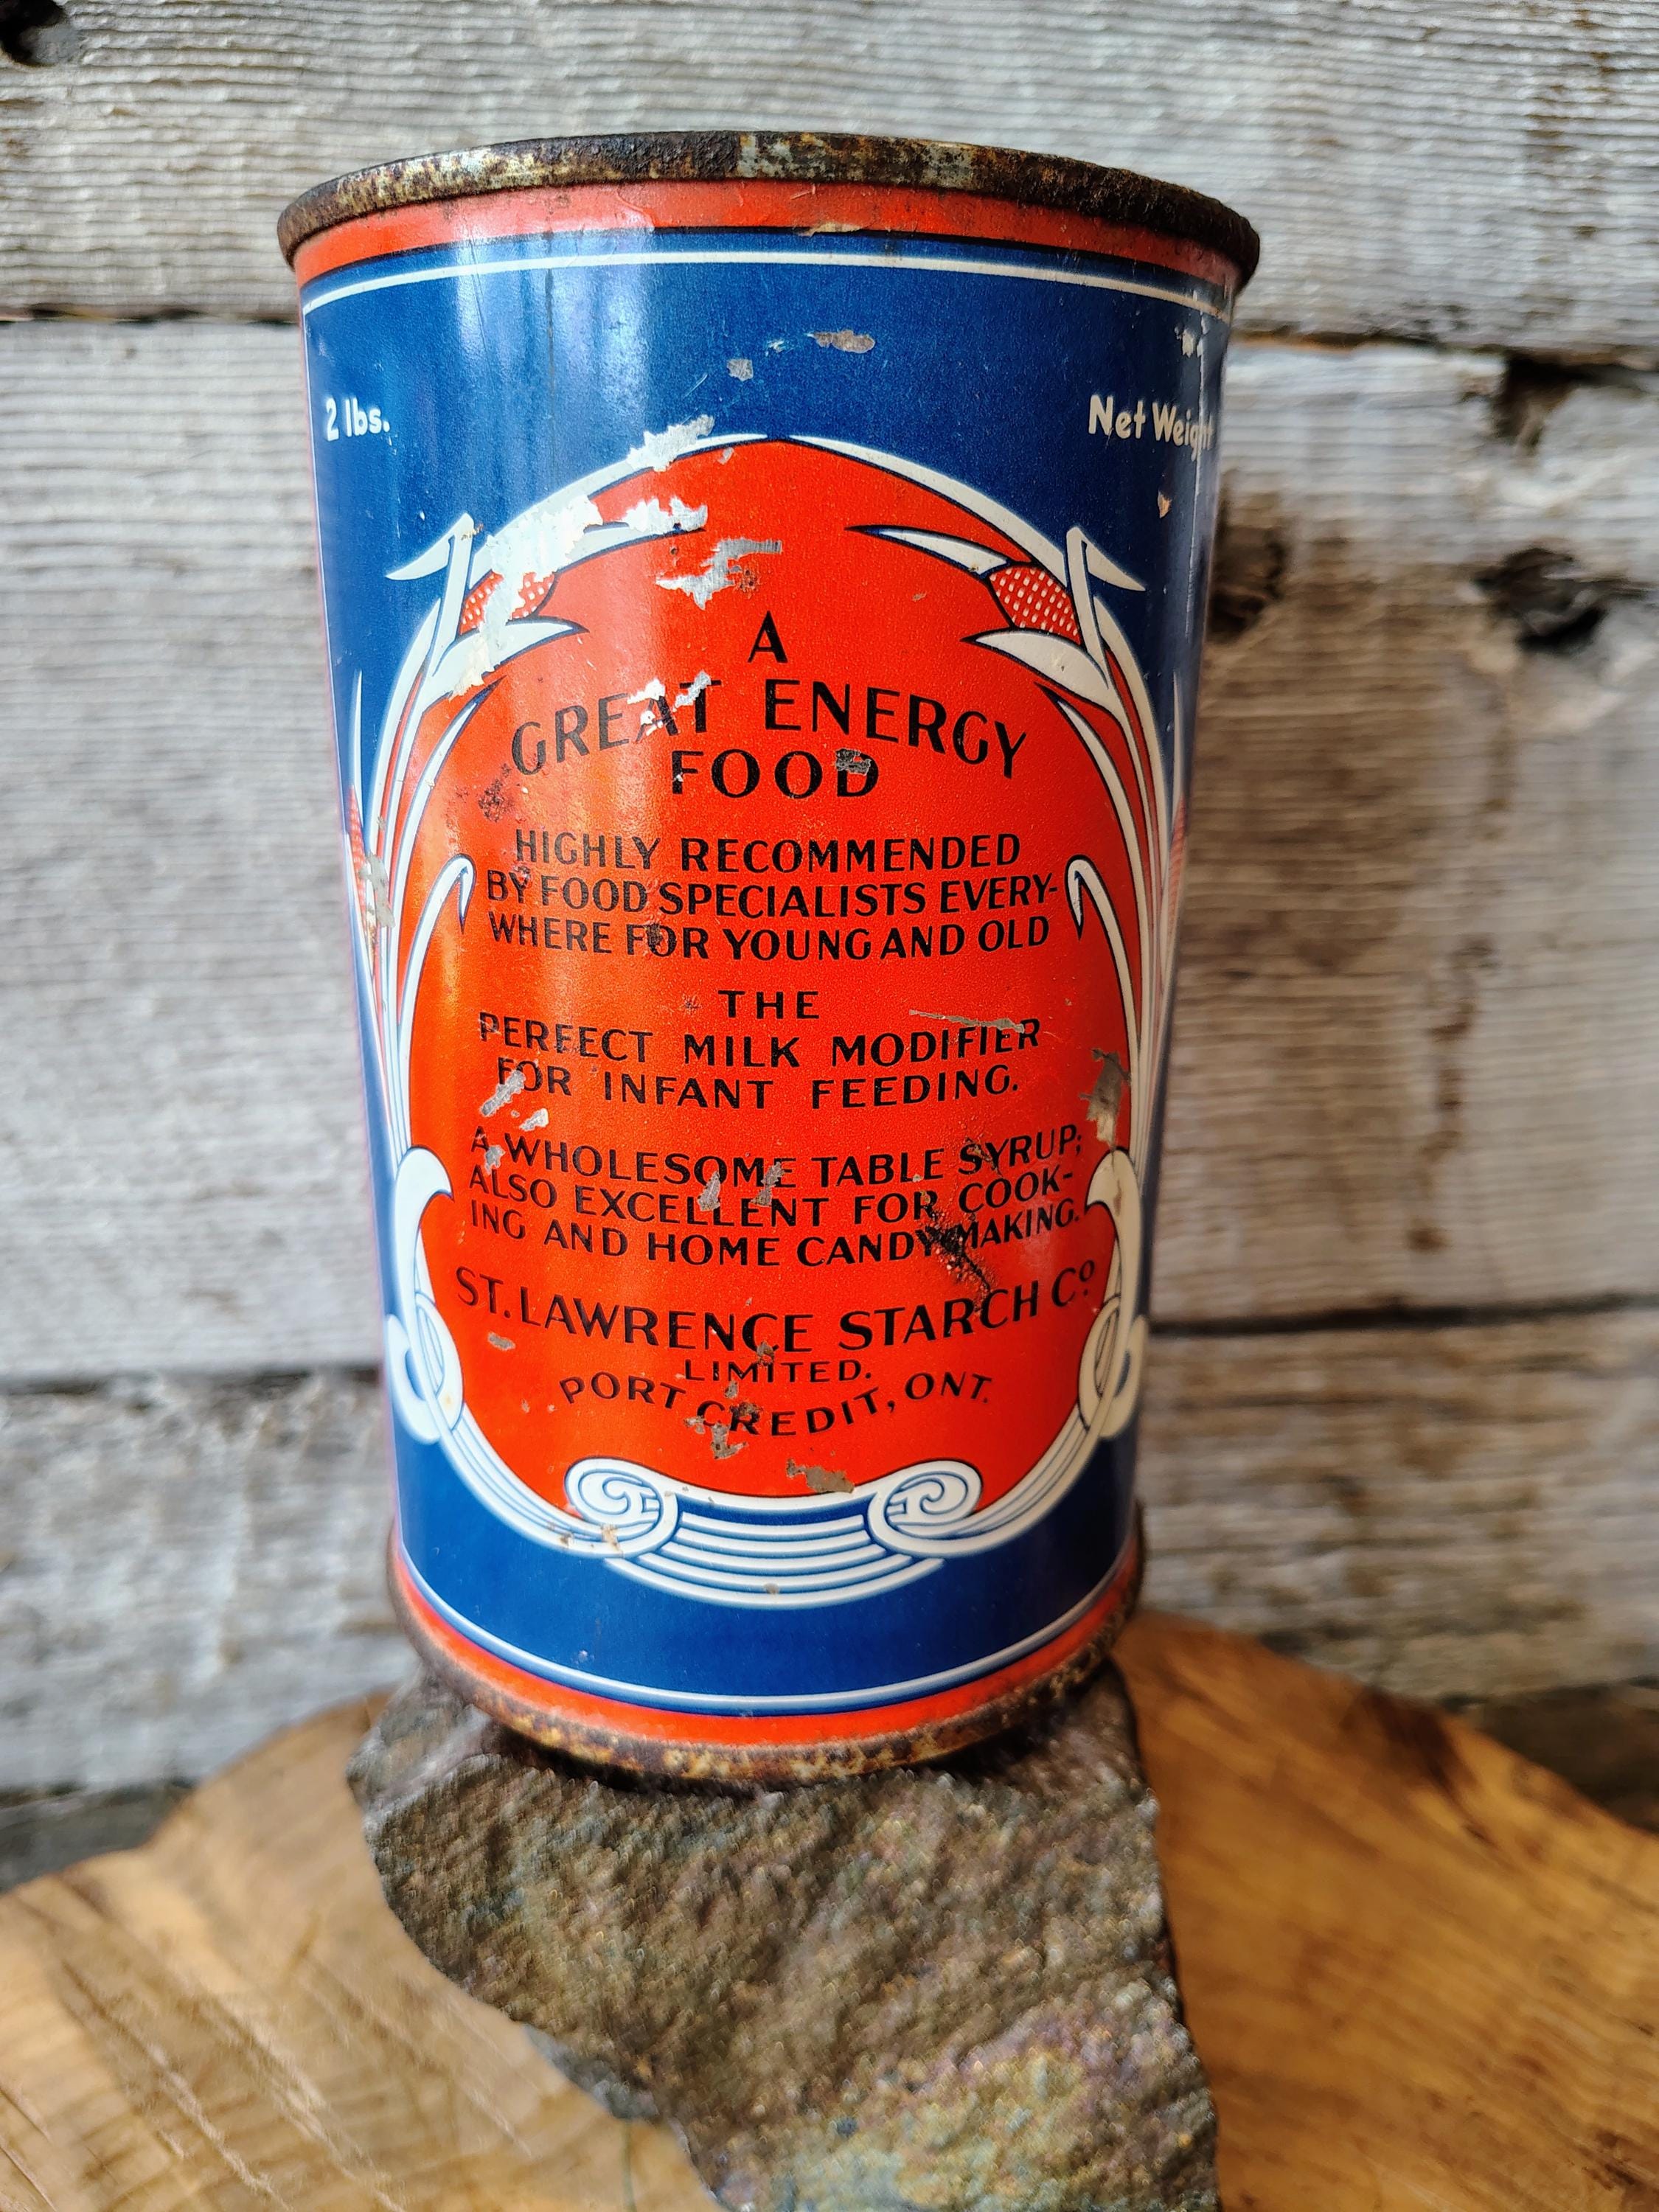 2 lbs.
Net Weight
A
GREAT ENERGY
FOOD
HIGHLY RECOMMENDED
BY FOOD SPECIALISTS EVERY-
WHERE FOR YOUNG AND OLD
THE
PERFECT MILK MODIFIER
FOR INFANT FEEDING.
A WHOLESOME TABLE SYRUP;
ALSO EXCELLENT FOR COOK-
ING AND HOME CANDY MAKING.
ST. LAWRENCE STARCH Cº
LIMITED.
PORT CREDIT, ONT.